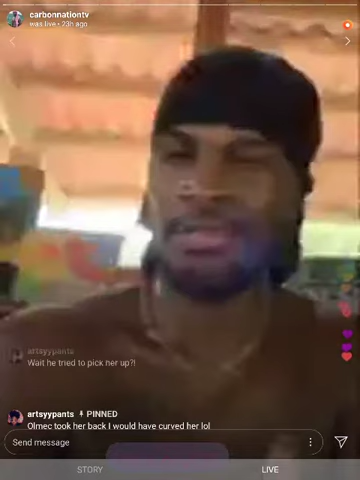 carbonnationtv
was live • 23h ago
artsyypants
Wait he tried to pick her up?!
artsyypants PINNED
Olmec took her back I would have curved her lol
Send message
STORY LIVE